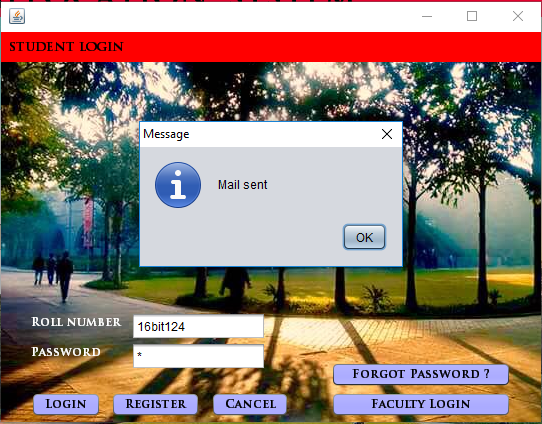 STUDENT LOGIN
Message
Mail sent
OK
ROLL NUMBER 16bit124
PASSWORD *
FORGOT PASSWORD ?
LOGIN REGISTER CANCEL FACULTY LOGIN